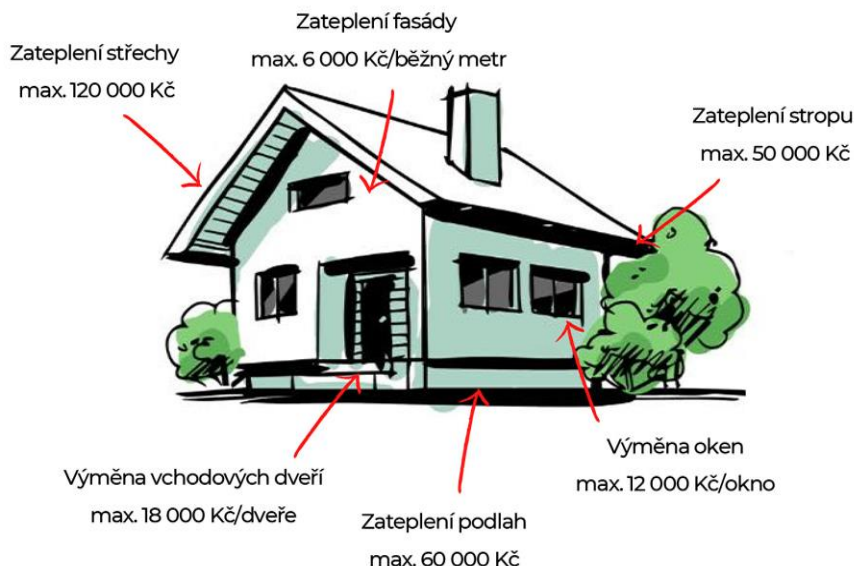 Zateplení fasády
max. 6 000 Kč/běžný metr
Zateplení střechy
max. 120 000 Kč
Zateplení stropu
max. 50 000 Kč
Výměna oken
max. 12 000 Kč/okno
Výměna vchodových dveří
max. 18 000 Kč/dveře
Zateplení podlah
max. 60 000 Kč